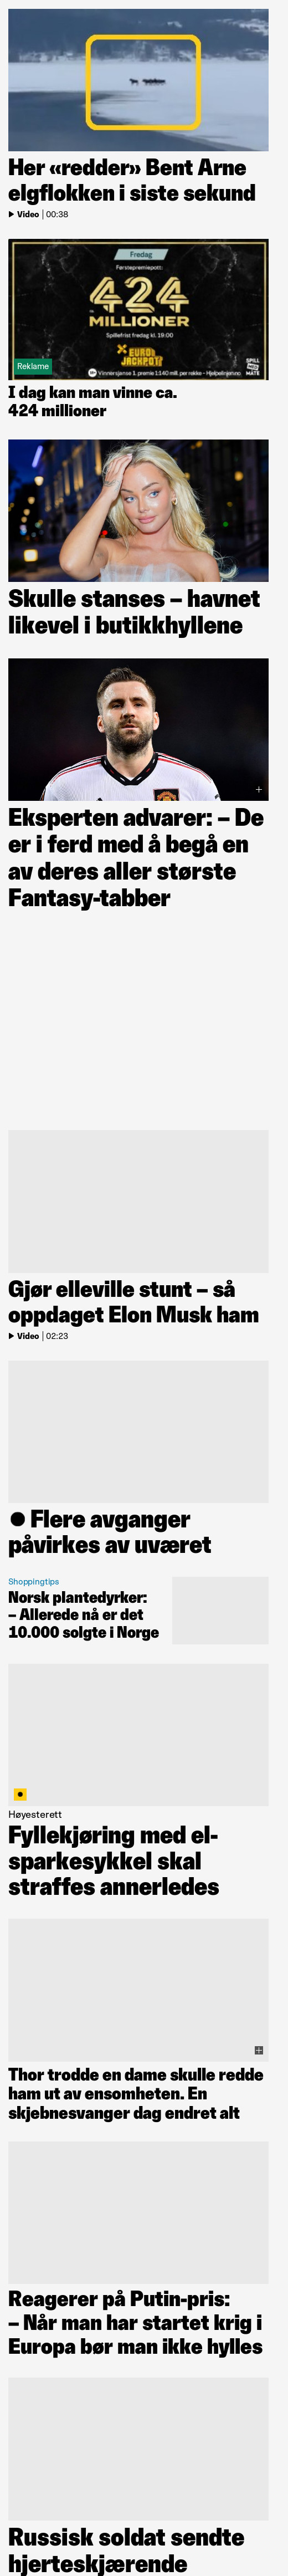 Her «redder» Bent Arne
elgflokken i siste sekund
Video | 00:38
Fredag
Førstepremiepott:
424
MILLIONER
Spillefrist fredag kl. 19:00
EURO
JACKPOT
18+ Vinnersjanse 1. premie 1:140 mill. per rekke - Hjelpelinjen.no
SPILL
MED
MATE
Reklame
I dag kan man vinne ca.
424 millioner
Skulle stanses – havnet
likevel i butikkhyllene
Eksperten advarer: – De
er i ferd med å begå en
av deres aller største
Fantasy-tabber
Gjør elleville stunt – så
oppdaget Elon Musk ham
Video | 02:23
Flere avganger
påvirkes av uværet
Shoppingtips
Norsk plantedyrker:
– Allerede nå er det
10.000 solgte i Norge
Høyesterett
Fyllekjøring med el-
sparkesykkel skal
straffes annerledes
Thor trodde en dame skulle redde
ham ut av ensomheten. En
skjebnesvanger dag endret alt
Reagerer på Putin-pris:
– Når man har startet krig i
Europa bør man ikke hylles
Russisk soldat sendte
hjerteskjærende